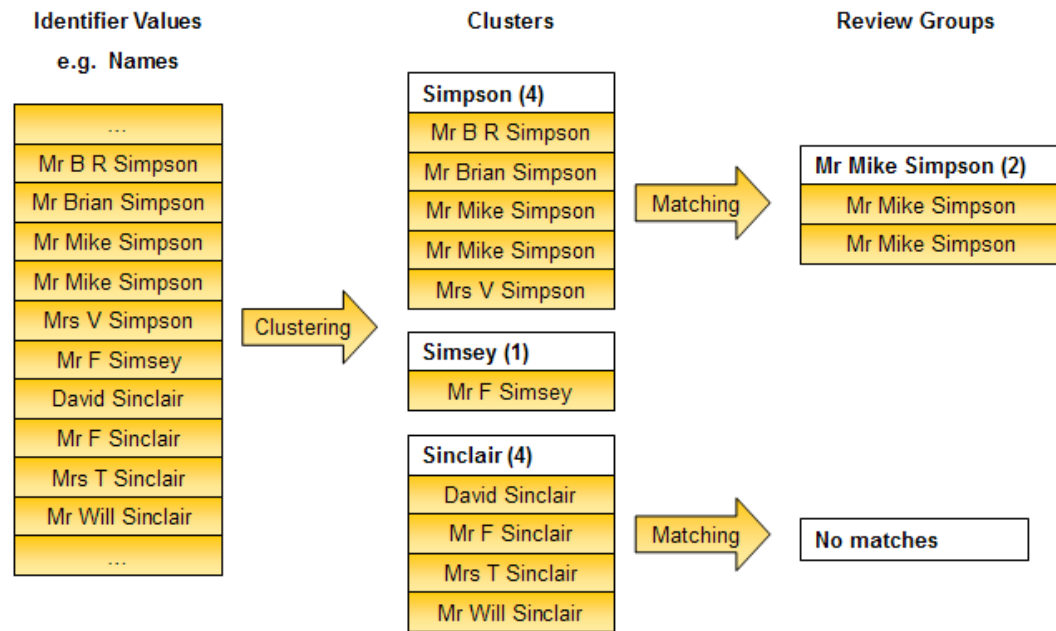 Identifier Values
e.g. Names
...
Mr B R Simpson
Mr Brian Simpson
Mr Mike Simpson
Mr Mike Simpson
Mrs V Simpson
Mr F Simsey
David Sinclair
Mr F Sinclair
Mrs T Sinclair
Mr Will Sinclair
...
Clustering
Clusters
Simpson (4)
Mr B R Simpson
Mr Brian Simpson
Mr Mike Simpson
Mr Mike Simpson
Mrs V Simpson
Simsey (1)
Mr F Simsey
Sinclair (4)
David Sinclair
Mr F Sinclair
Mrs T Sinclair
Mr Will Sinclair
Matching
Matching
Review Groups
Mr Mike Simpson (2)
Mr Mike Simpson
Mr Mike Simpson
No matches